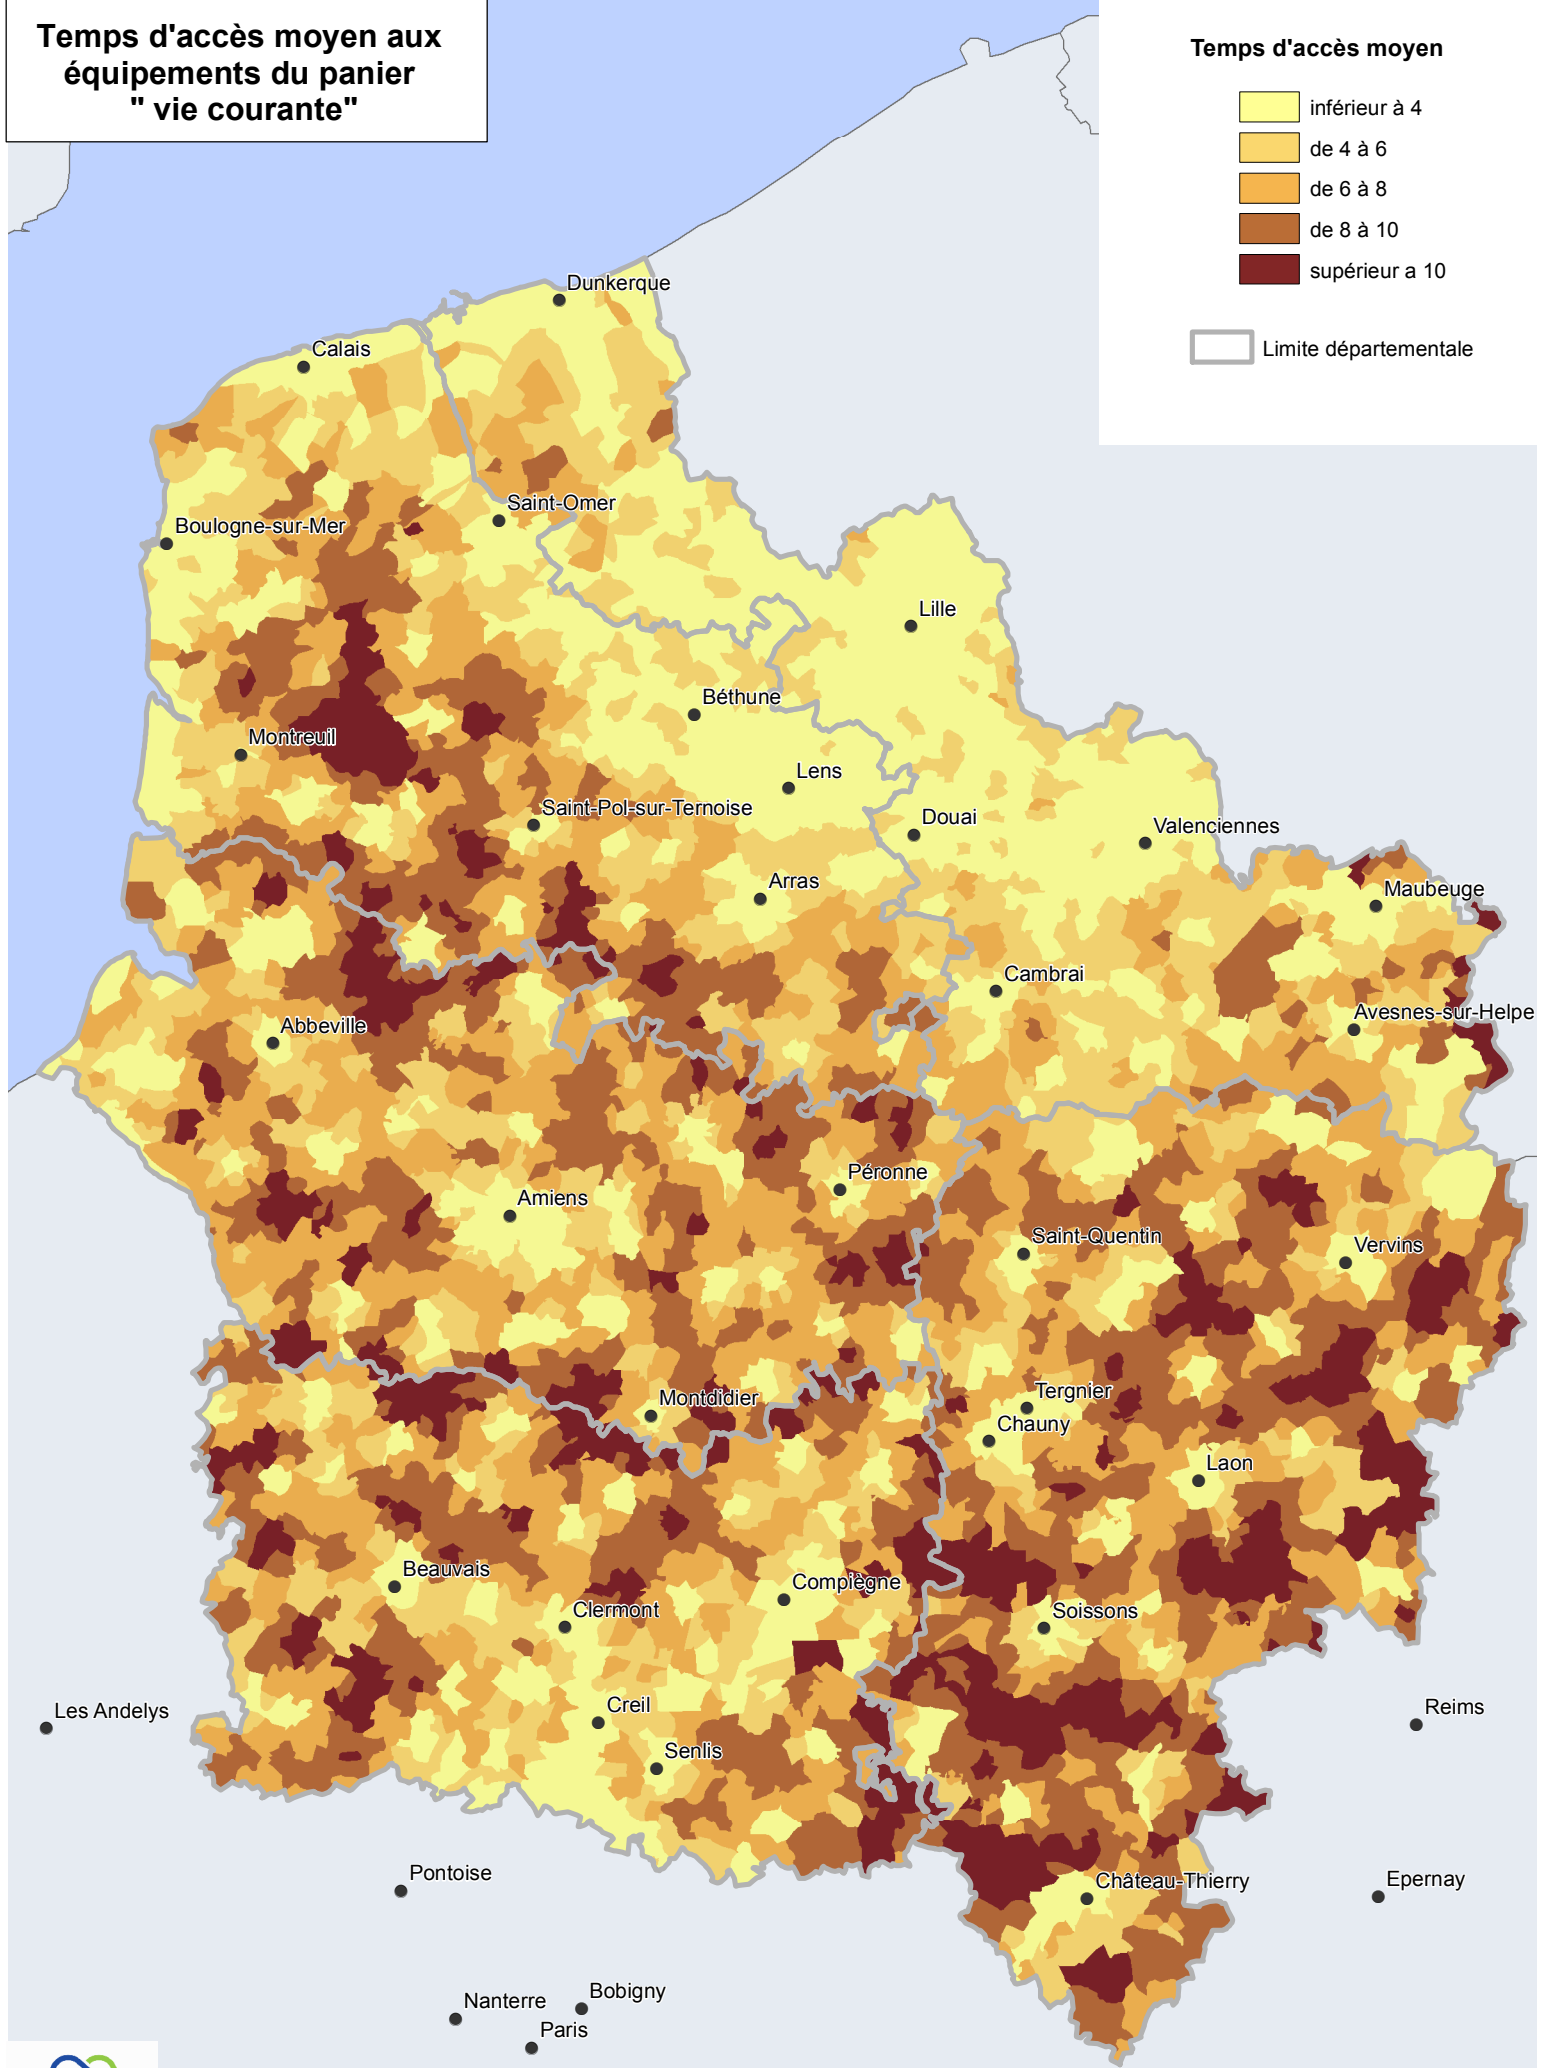 Temps d'accès moyen aux
équipements du panier
" vie courante"
Temps d'accès moyen
inférieur à 4
de 4 à 6
de 6 à 8
de 8 à 10
supérieur a 10
Limite départementale
Dunkerque
Calais
Saint-Omer
Boulogne-sur-Mer
Lille
Béthune
Montreuil
Lens
Saint-Pol-sur-Ternoise
Douai
Valenciennes
Arras
Maubeuge
Cambrai
Avesnes-sur-Helpe
Abbeville
Péronne
Amiens
Saint-Quentin
Vervins
Montdidier
Tergnier
Chauny
Laon
Beauvais
Compiègne
Clermont
Soissons
Les Andelys
Creil
Reims
Senlis
Pontoise
Château-Thierry
Epernay
Nanterre
Bobigny
Paris